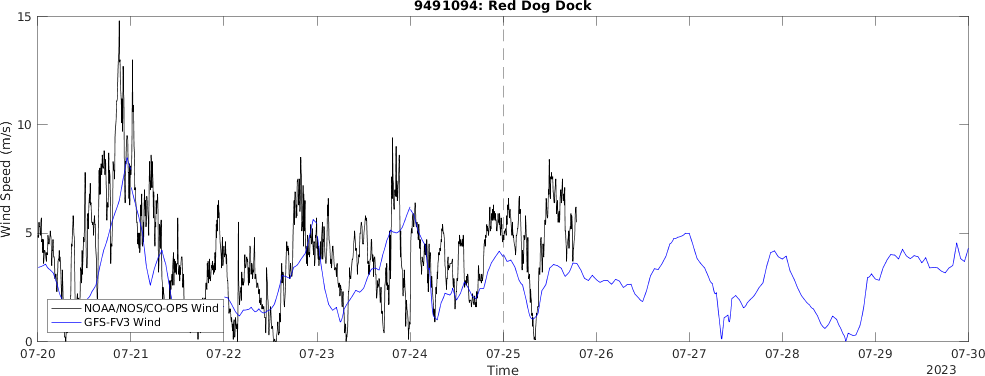 9491094: Red Dog Dock
Wind Speed (m/s)
15
10
5
0
NOAA/NOS/CO-OPS Wind
GFS-FV3 Wind
07-20 07-21 07-22 07-23 07-24 07-25 07-26 07-27 07-28 07-29 07-30
Time
2023